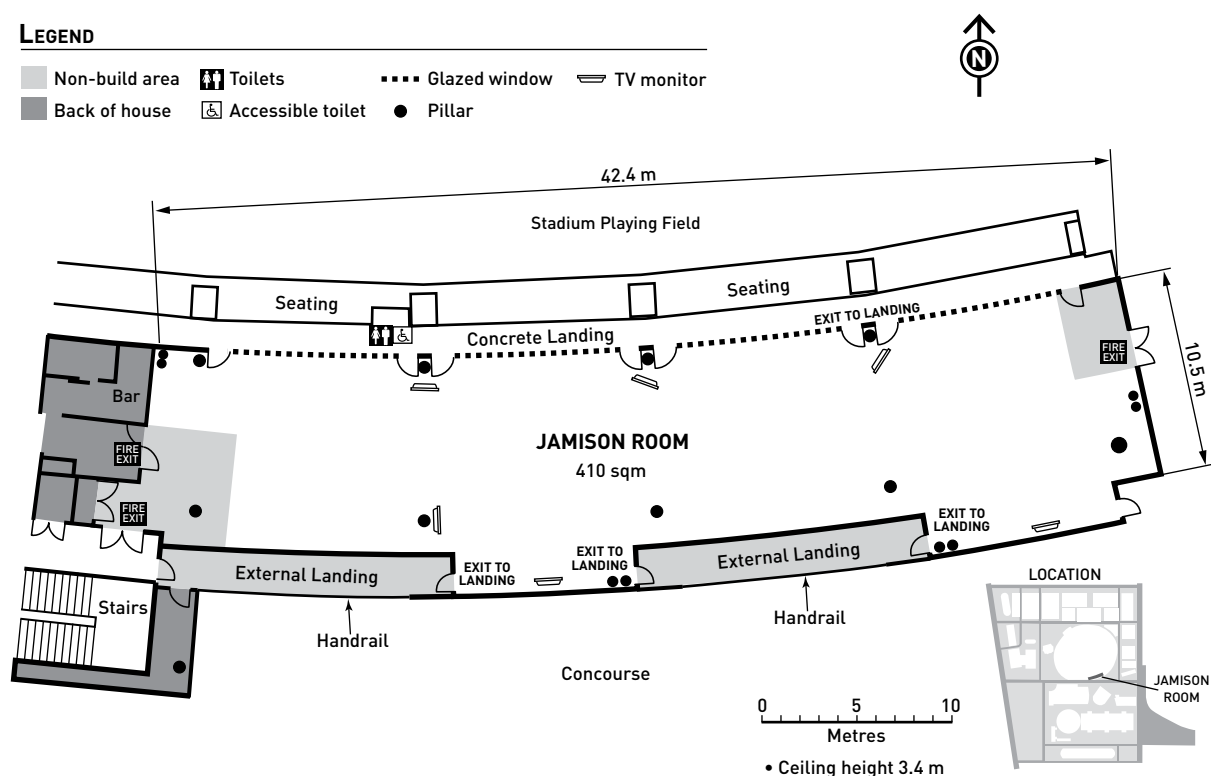 LEGEND
Non-build area
Toilets
Glazed window
TV monitor
Back of house
Accessible toilet
Pillar
N
42.4 m
Stadium Playing Field
Seating
Seating
EXIT TO LANDING
Concrete Landing
FIRE
EXIT
10.5 m
Bar
JAMISON ROOM
410 sqm
FIRE
EXIT
FIRE
EXIT
EXIT TO
LANDING
EXIT TO
LANDING
EXIT TO
LANDING
External Landing
External Landing
Stairs
Handrail
Handrail
Concourse
LOCATION
JAMISON
ROOM
0 5 10
Metres
• Ceiling height 3.4 m